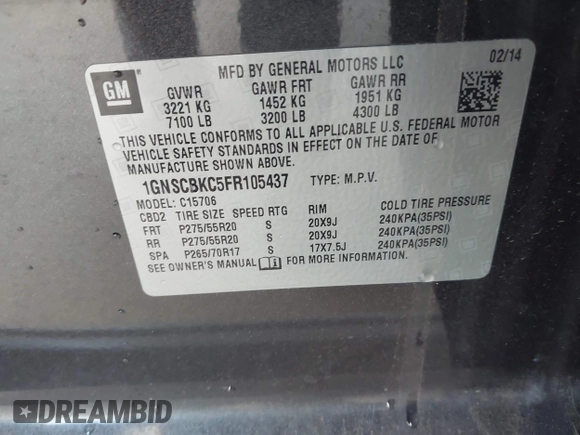 MFD BY GENERAL MOTORS LLC
02/14
GM
GVWR GAWR FRT GAWR RR
3221 KG 1452 KG 1951 KG
7100 LB 3200 LB 4300 LB
THIS VEHICLE CONFORMS TO ALL APPLICABLE U.S. FEDERAL MOTOR
VEHICLE SAFETY STANDARDS IN EFFECT ON THE DATE OF
MANUFACTURE SHOWN ABOVE.
1GNSCBKC5FR105437 TYPE: M.P.V.
MODEL: C15706
CBD2 TIRE SIZE SPEED RTG RIM COLD TIRE PRESSURE
FRT P275/55R20 S 20X9J 240KPA(35PSI)
RR P275/55R20 S 20X9J 240KPA(35PSI)
SPA P265/70R17 S 17X7.5J 240KPA(35PSI)
SEE OWNER'S MANUAL FOR MORE INFORMATION.
DREAMBID